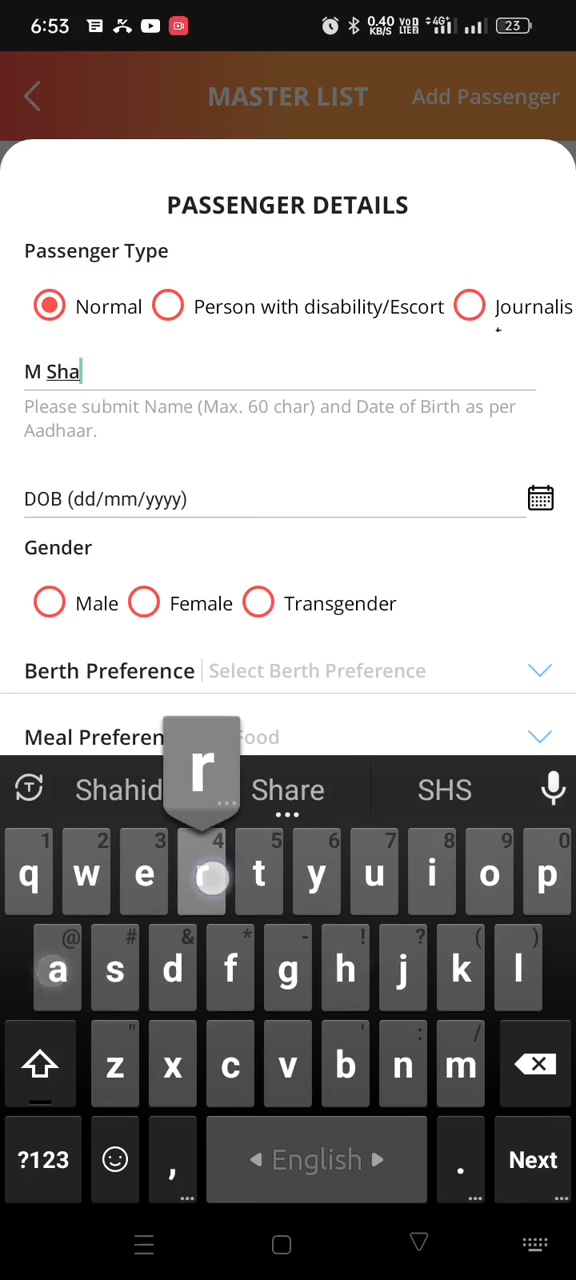 6:53 0.40 KB/S VoD LTE2 4G+ 23
MASTER LIST Add Passenger
PASSENGER DETAILS
Passenger Type
Normal Person with disability/Escort Journalis
M Sha
Please submit Name (Max. 60 char) and Date of Birth as per
Aadhaar.
DOB (dd/mm/yyyy)
Gender
Male Female Transgender
Berth Preference Select Berth Preference
Meal Preferen Food
r
Shahid Share SHS
1 2 3 4 5 6 7 8 9 0
q w e r t y u i o p
@ # & * - ! ? ( )
a s d f g h j k l
" ' : /
z x c v b n m
?123 , English . Next